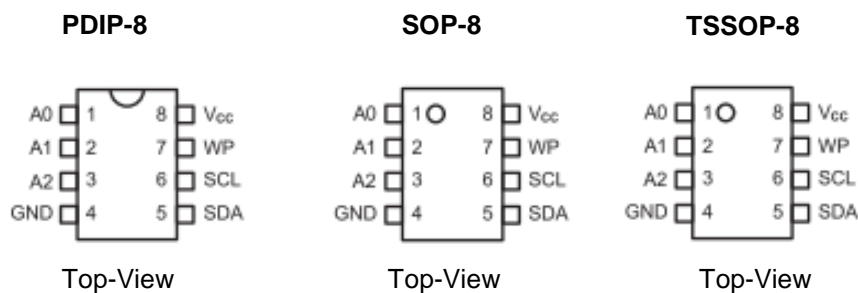 PDIP-8 SOP-8 TSSOP-8
A0 1 8 Vcc A0 1 8 Vcc A0 1 8 Vcc
A1 2 7 WP A1 2 7 WP A1 2 7 WP
A2 3 6 SCL A2 3 6 SCL A2 3 6 SCL
GND 4 5 SDA GND 4 5 SDA GND 4 5 SDA
Top-View Top-View Top-View